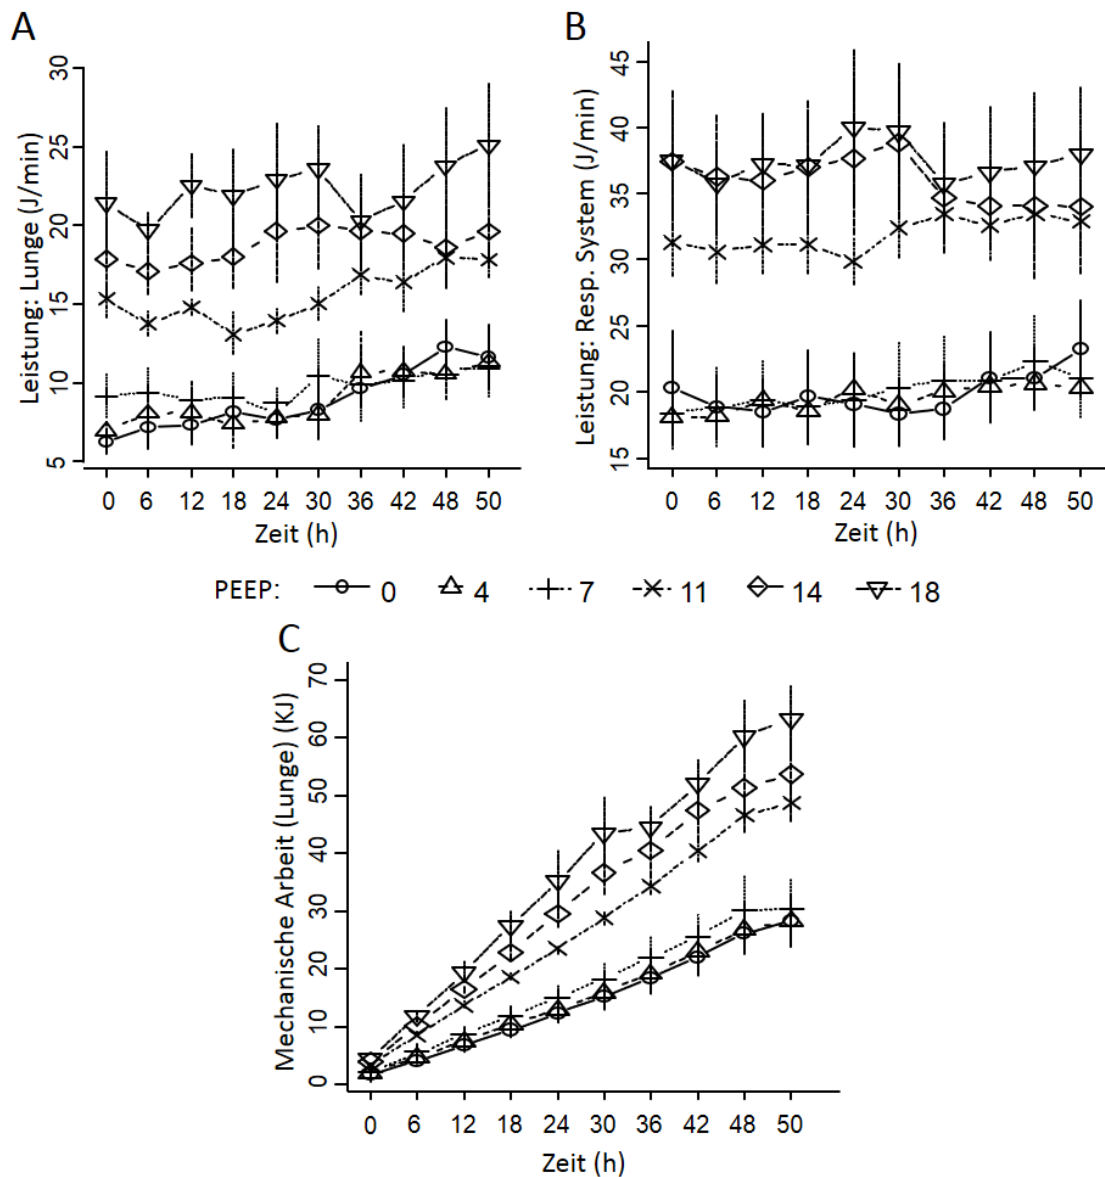 A
Leistung: Lunge (J/min)
30
25
20
15
10
5
0 6 12 18 24 30 36 42 48 50
Zeit (h)
B
Leistung: Resp. System (J/min)
45
40
35
30
25
20
15
0 6 12 18 24 30 36 42 48 50
Zeit (h)
PEEP: 0 4 7 11 14 18
C
Mechanische Arbeit (Lunge) (KJ)
70
60
50
40
30
20
10
0
0 6 12 18 24 30 36 42 48 50
Zeit (h)